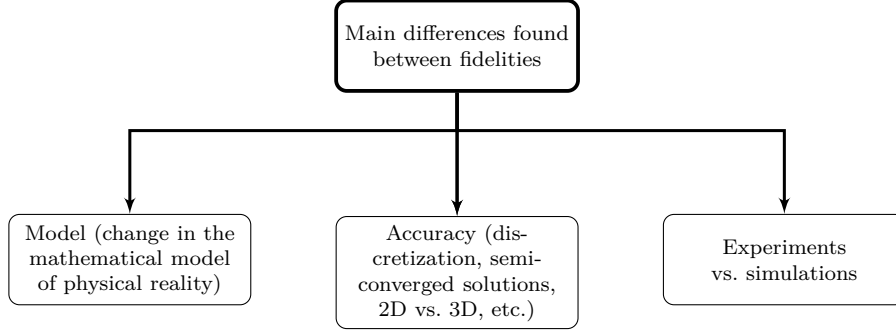 Main differences found
between fidelities
Model (change in the
mathematical model
of physical reality)
Accuracy (dis-
cretization, semi-
converged solutions,
2D vs. 3D, etc.)
Experiments
vs. simulations